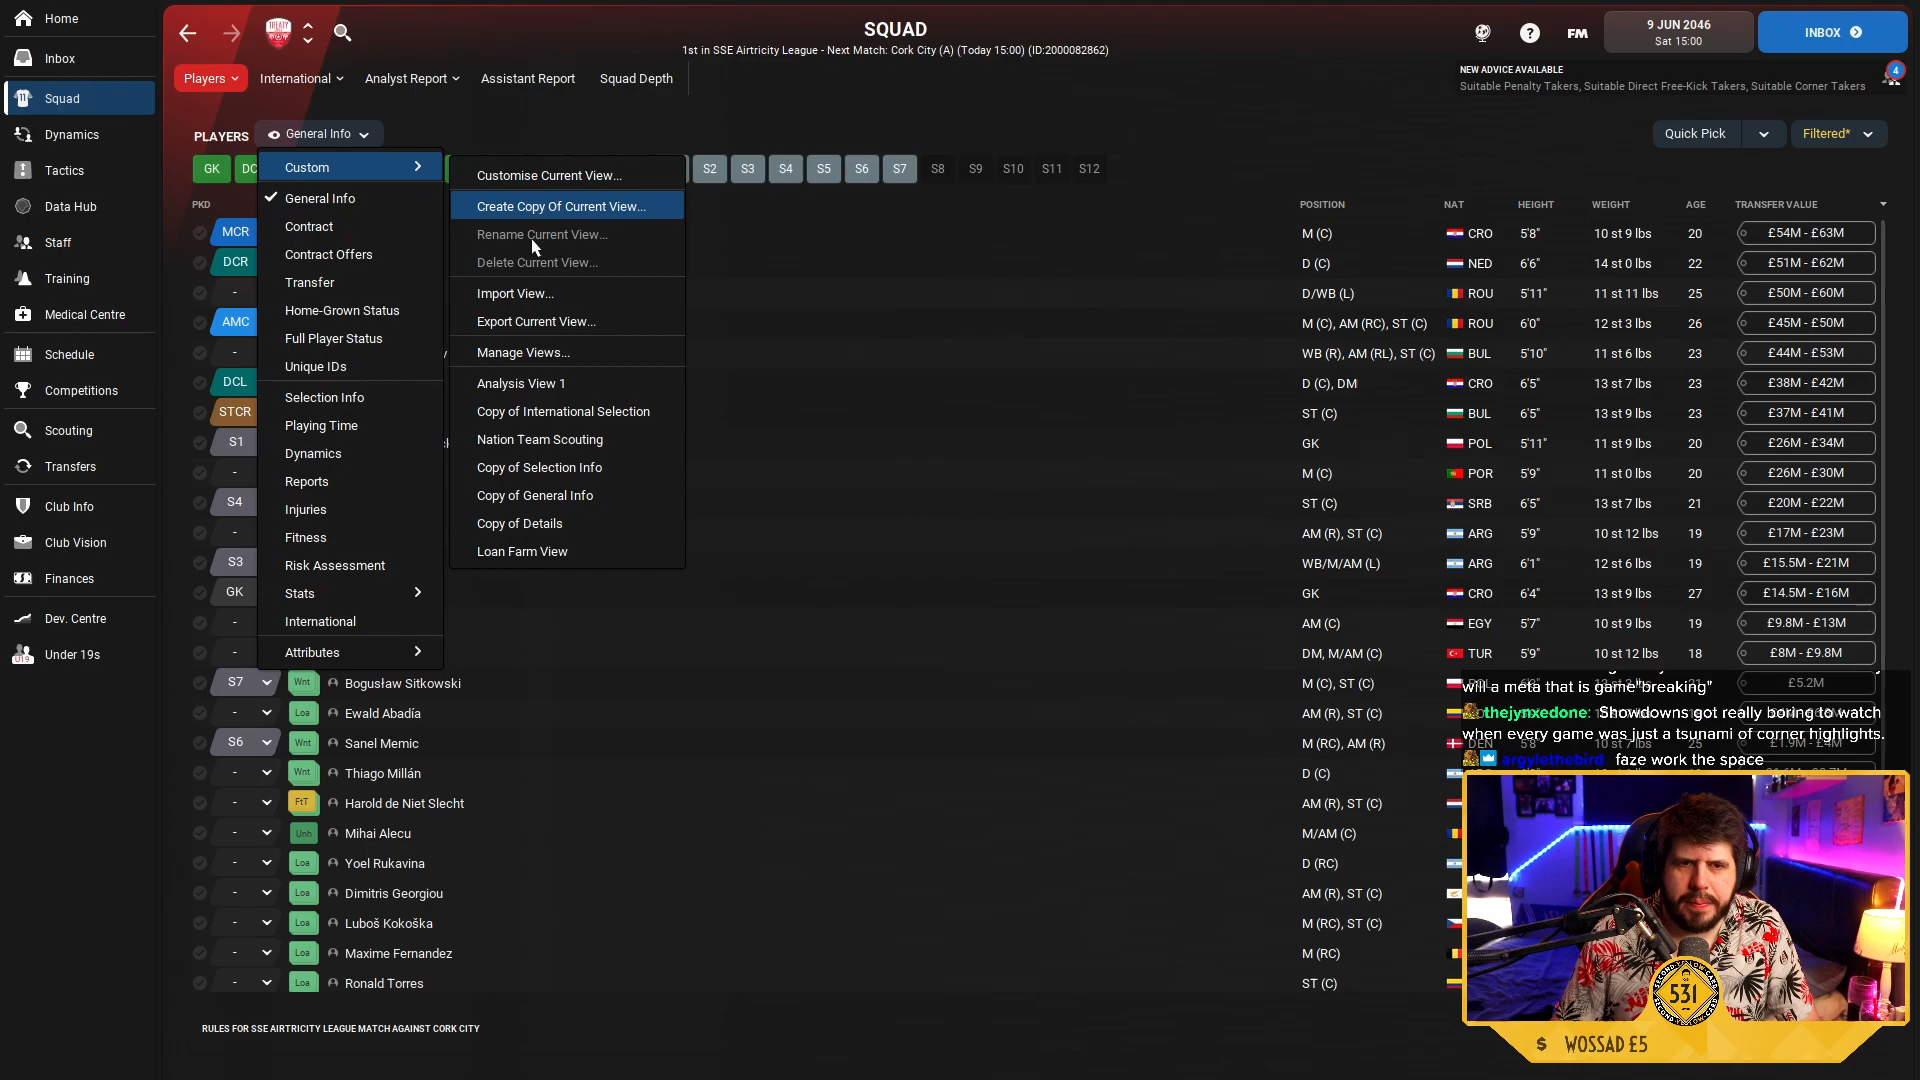 Home
Inbox
Squad
Dynamics
Tactics
Data Hub
Staff
Training
Medical Centre
Schedule
Competitions
Scouting
Transfers
Club Info
Club Vision
Finances
Dev. Centre
Under 19s
SQUAD
1st in SSE Airtricity League - Next Match: Cork City (A) (Today 15:00) (ID:2000082862)
FM
9 JUN 2046
Sat 15:00
INBOX
Players
International
Analyst Report
Assistant Report
Squad Depth
NEW ADVICE AVAILABLE
Suitable Penalty Takers, Suitable Direct Free-Kick Takers, Suitable Corner Takers
4
PLAYERS
General Info
Quick Pick
Filtered*
GK
S2 S3 S4 S5 S6 S7 S8 S9 S10 S11 S12
Custom
General Info
Contract
Contract Offers
Transfer
Home-Grown Status
Full Player Status
Unique IDs
Selection Info
Playing Time
Dynamics
Reports
Injuries
Fitness
Risk Assessment
Stats
International
Attributes
Customise Current View...
Create Copy Of Current View...
Rename Current View...
Delete Current View...
Import View...
Export Current View...
Manage Views...
Analysis View 1
Copy of International Selection
Nation Team Scouting
Copy of Selection Info
Copy of General Info
Copy of Details
Loan Farm View
PKD POSITION NAT HEIGHT WEIGHT AGE TRANSFER VALUE
MCR M (C) CRO 5'8" 10 st 9 lbs 20 £54M - £63M
DCR D (C) NED 6'6" 14 st 0 lbs 22 £51M - £62M
- D/WB (L) ROU 5'11" 11 st 11 lbs 25 £50M - £60M
AMC M (C), AM (RC), ST (C) ROU 6'0" 12 st 3 lbs 26 £45M - £50M
- WB (R), AM (RL), ST (C) BUL 5'10" 11 st 6 lbs 23 £44M - £53M
DCL D (C), DM CRO 6'5" 13 st 7 lbs 23 £38M - £42M
STCR ST (C) BUL 6'5" 13 st 9 lbs 23 £37M - £41M
S1 GK POL 5'11" 11 st 9 lbs 20 £26M - £34M
- M (C) POR 5'9" 11 st 0 lbs 20 £26M - £30M
S4 ST (C) SRB 6'5" 13 st 7 lbs 21 £20M - £22M
- AM (R), ST (C) ARG 5'9" 10 st 12 lbs 19 £17M - £23M
S3 WB/M/AM (L) ARG 6'1" 12 st 6 lbs 19 £15.5M - £21M
GK GK CRO 6'4" 13 st 9 lbs 27 £14.5M - £16M
- AM (C) EGY 5'7" 10 st 9 lbs 19 £9.8M - £13M
- DM, M/AM (C) TUR 5'9" 10 st 12 lbs 18 £8M - £9.8M
S7 Wnt Bogusław Sitkowski M (C), ST (C) £5.2M
- Loa Ewald Abadía AM (R), ST (C)
S6 Wnt Sanel Memic M (RC), AM (R) DEN 5'8" 10 st 7 lbs 25 £1.9M - £4M
- Wnt Thiago Millán D (C)
- FtT Harold de Niet Slecht AM (R), ST (C)
- Unh Mihai Alecu M/AM (C)
- Loa Yoel Rukavina D (RC)
- Loa Dimitris Georgiou AM (R), ST (C)
- Loa Luboš Kokoška M (RC), ST (C)
- Loa Maxime Fernandez M (RC)
- Loa Ronald Torres ST (C)
RULES FOR SSE AIRTRICITY LEAGUE MATCH AGAINST CORK CITY
will a meta that is game breaking"
thejynxedone: Showdowns got really boring to watch
when every game was just a tsunami of corner highlights.
argylethebird: faze work the space
SECOND YELLOW CARD
531
$ WOSSAD £5